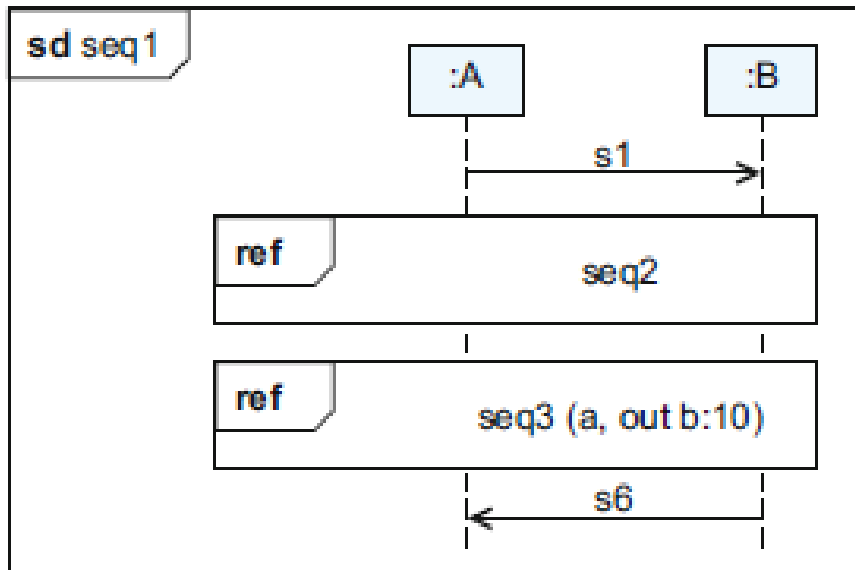 sd seq1
:A
:B
s1
ref
seq2
ref
seq3 (a, out b:10)
s6